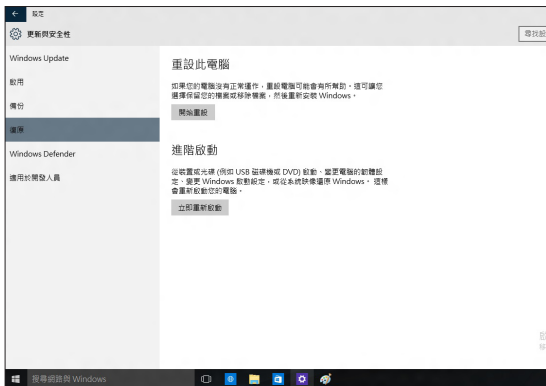 設定
更新與安全性
尋找設
Windows Update
啟用
備份
還原
Windows Defender
適用於開發人員
重設此電腦
如果您的電腦沒有正常運作，重設電腦可能會有所幫助。這可讓您
選擇保留您的檔案或移除檔案，然後重新安裝 Windows。
開始重設
進階啟動
從裝置或光碟 (例如 USB 磁碟機或 DVD) 啟動、變更電腦的韌體設
定、變更 Windows 啟動設定，或從系統映像還原 Windows。 這樣
會重新啟動您的電腦。
立即重新啟動
搜尋網路與 Windows